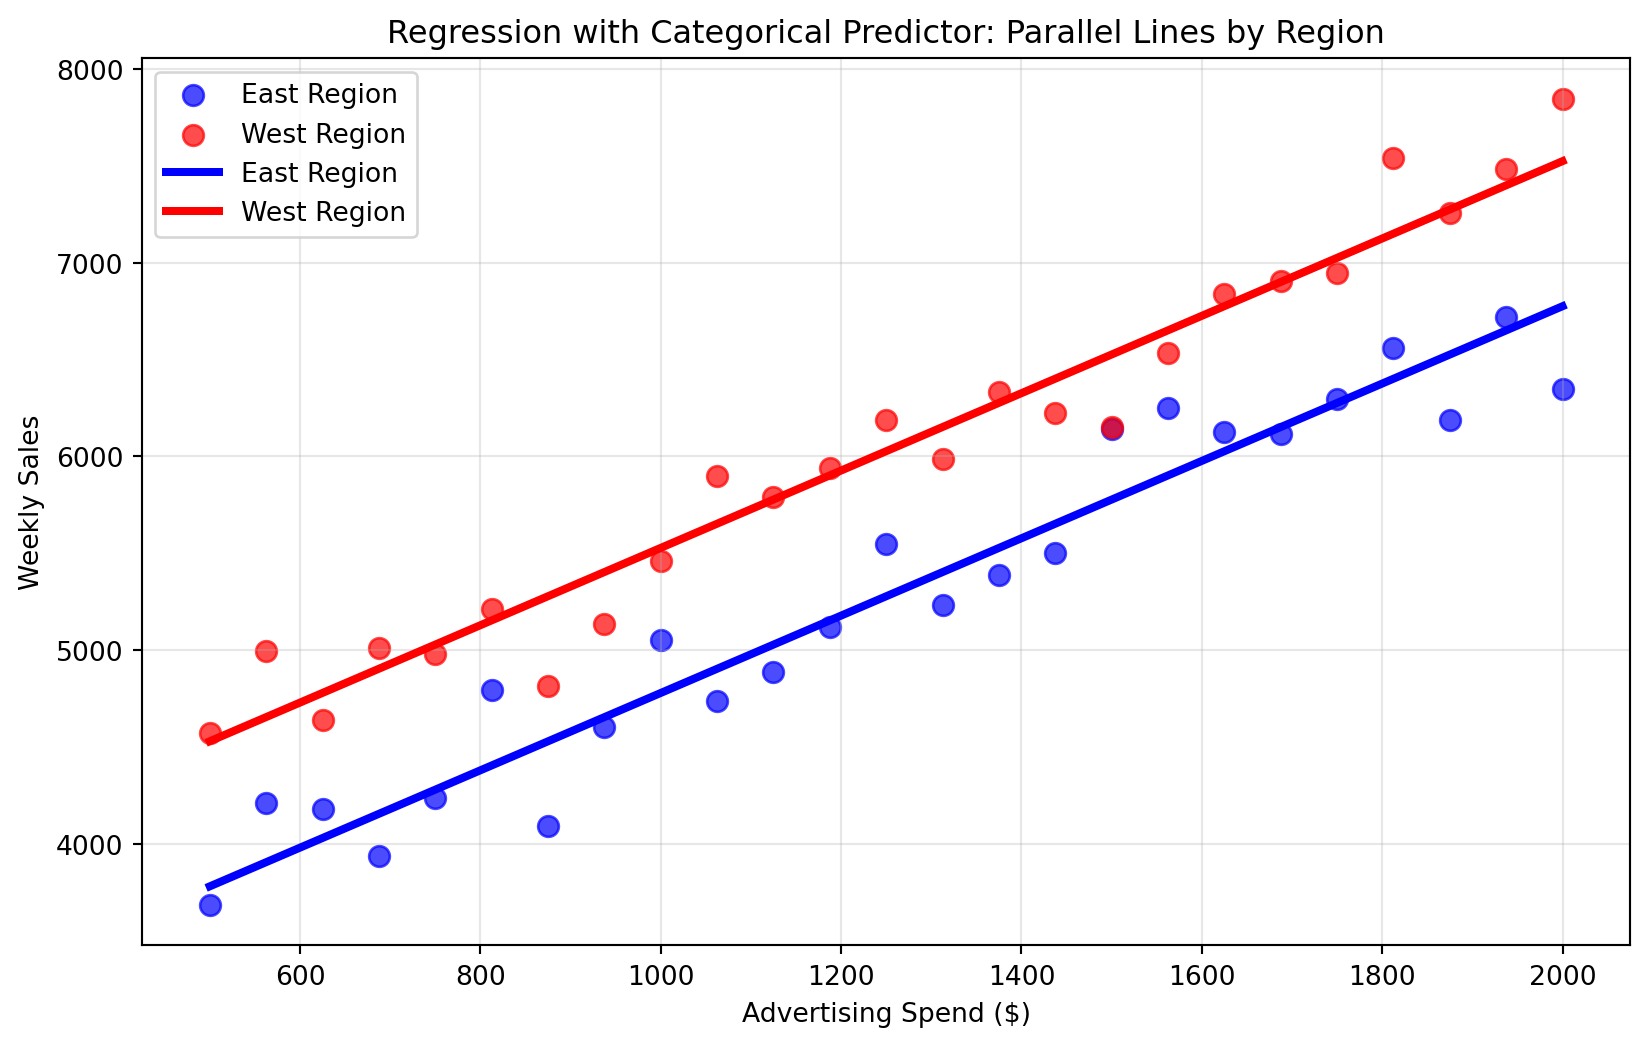 Regression with Categorical Predictor: Parallel Lines by Region
East Region
West Region
East Region
West Region
Weekly Sales
8000
7000
6000
5000
4000
600 800 1000 1200 1400 1600 1800 2000
Advertising Spend ($)